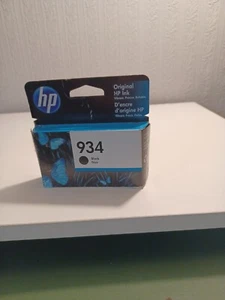 hp
Original
HP Ink
D'encre
d'origine HP
934
Black